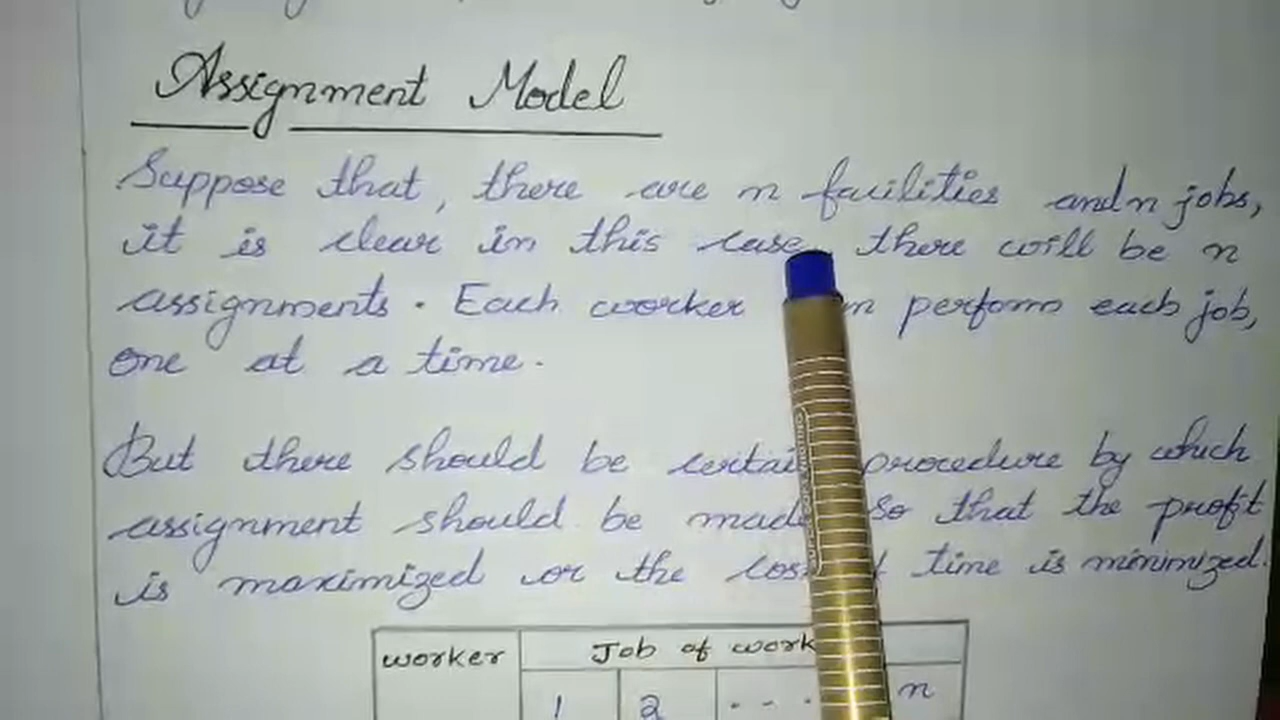 Assignment Model
Suppose that, there are n facilities and n jobs,
it is clear in this case, there will be n
assignments. Each worker perform each job,
one at a time.
But there should be procedure by which
assignment should be made so that the profit
is maximized or the time is minimized.
worker Job of
1 2 - - · n